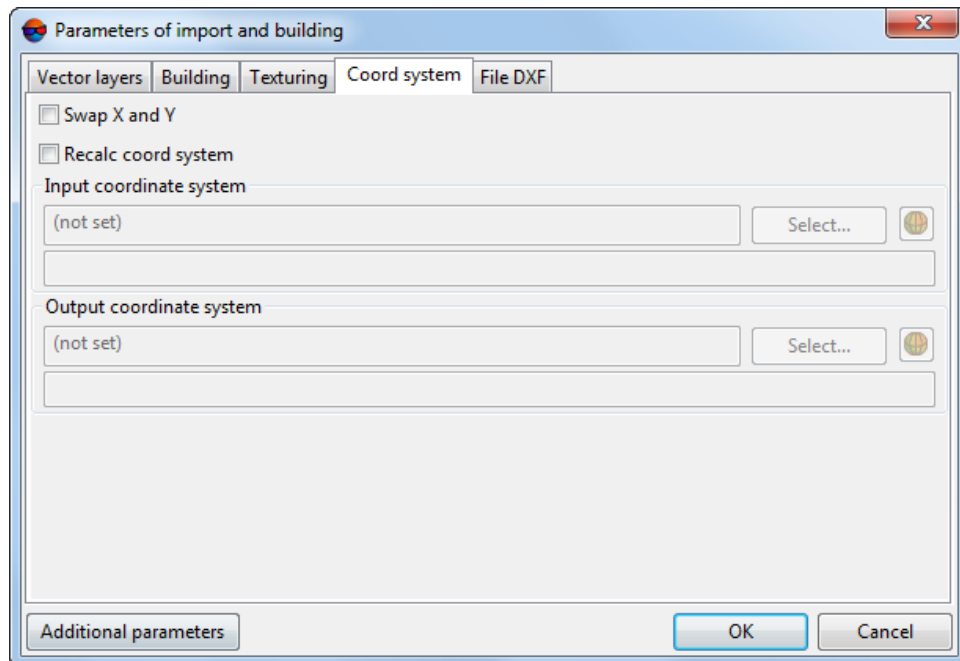 Parameters of import and building
Vector layers Building Texturing Coord system File DXF
Swap X and Y
Recalc coord system
Input coordinate system
(not set) Select...
Output coordinate system
(not set) Select...
Additional parameters OK Cancel